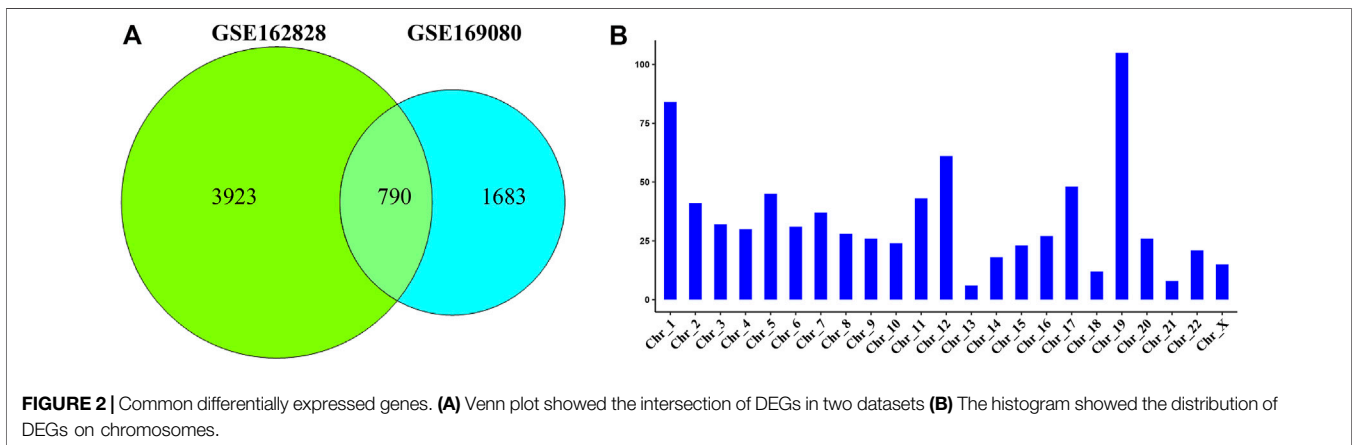 A
GSE162828
GSE169080
3923
790
1683
B
100
75
50
25
0
Chr_1
Chr_2
Chr_3
Chr_4
Chr_5
Chr_6
Chr_7
Chr_8
Chr_9
Chr_10
Chr_11
Chr_12
Chr_13
Chr_14
Chr_15
Chr_16
Chr_17
Chr_18
Chr_19
Chr_20
Chr_21
Chr_22
Chr_X
FIGURE 2 | Common differentially expressed genes. (A) Venn plot showed the intersection of DEGs in two datasets (B) The histogram showed the distribution of
DEGs on chromosomes.